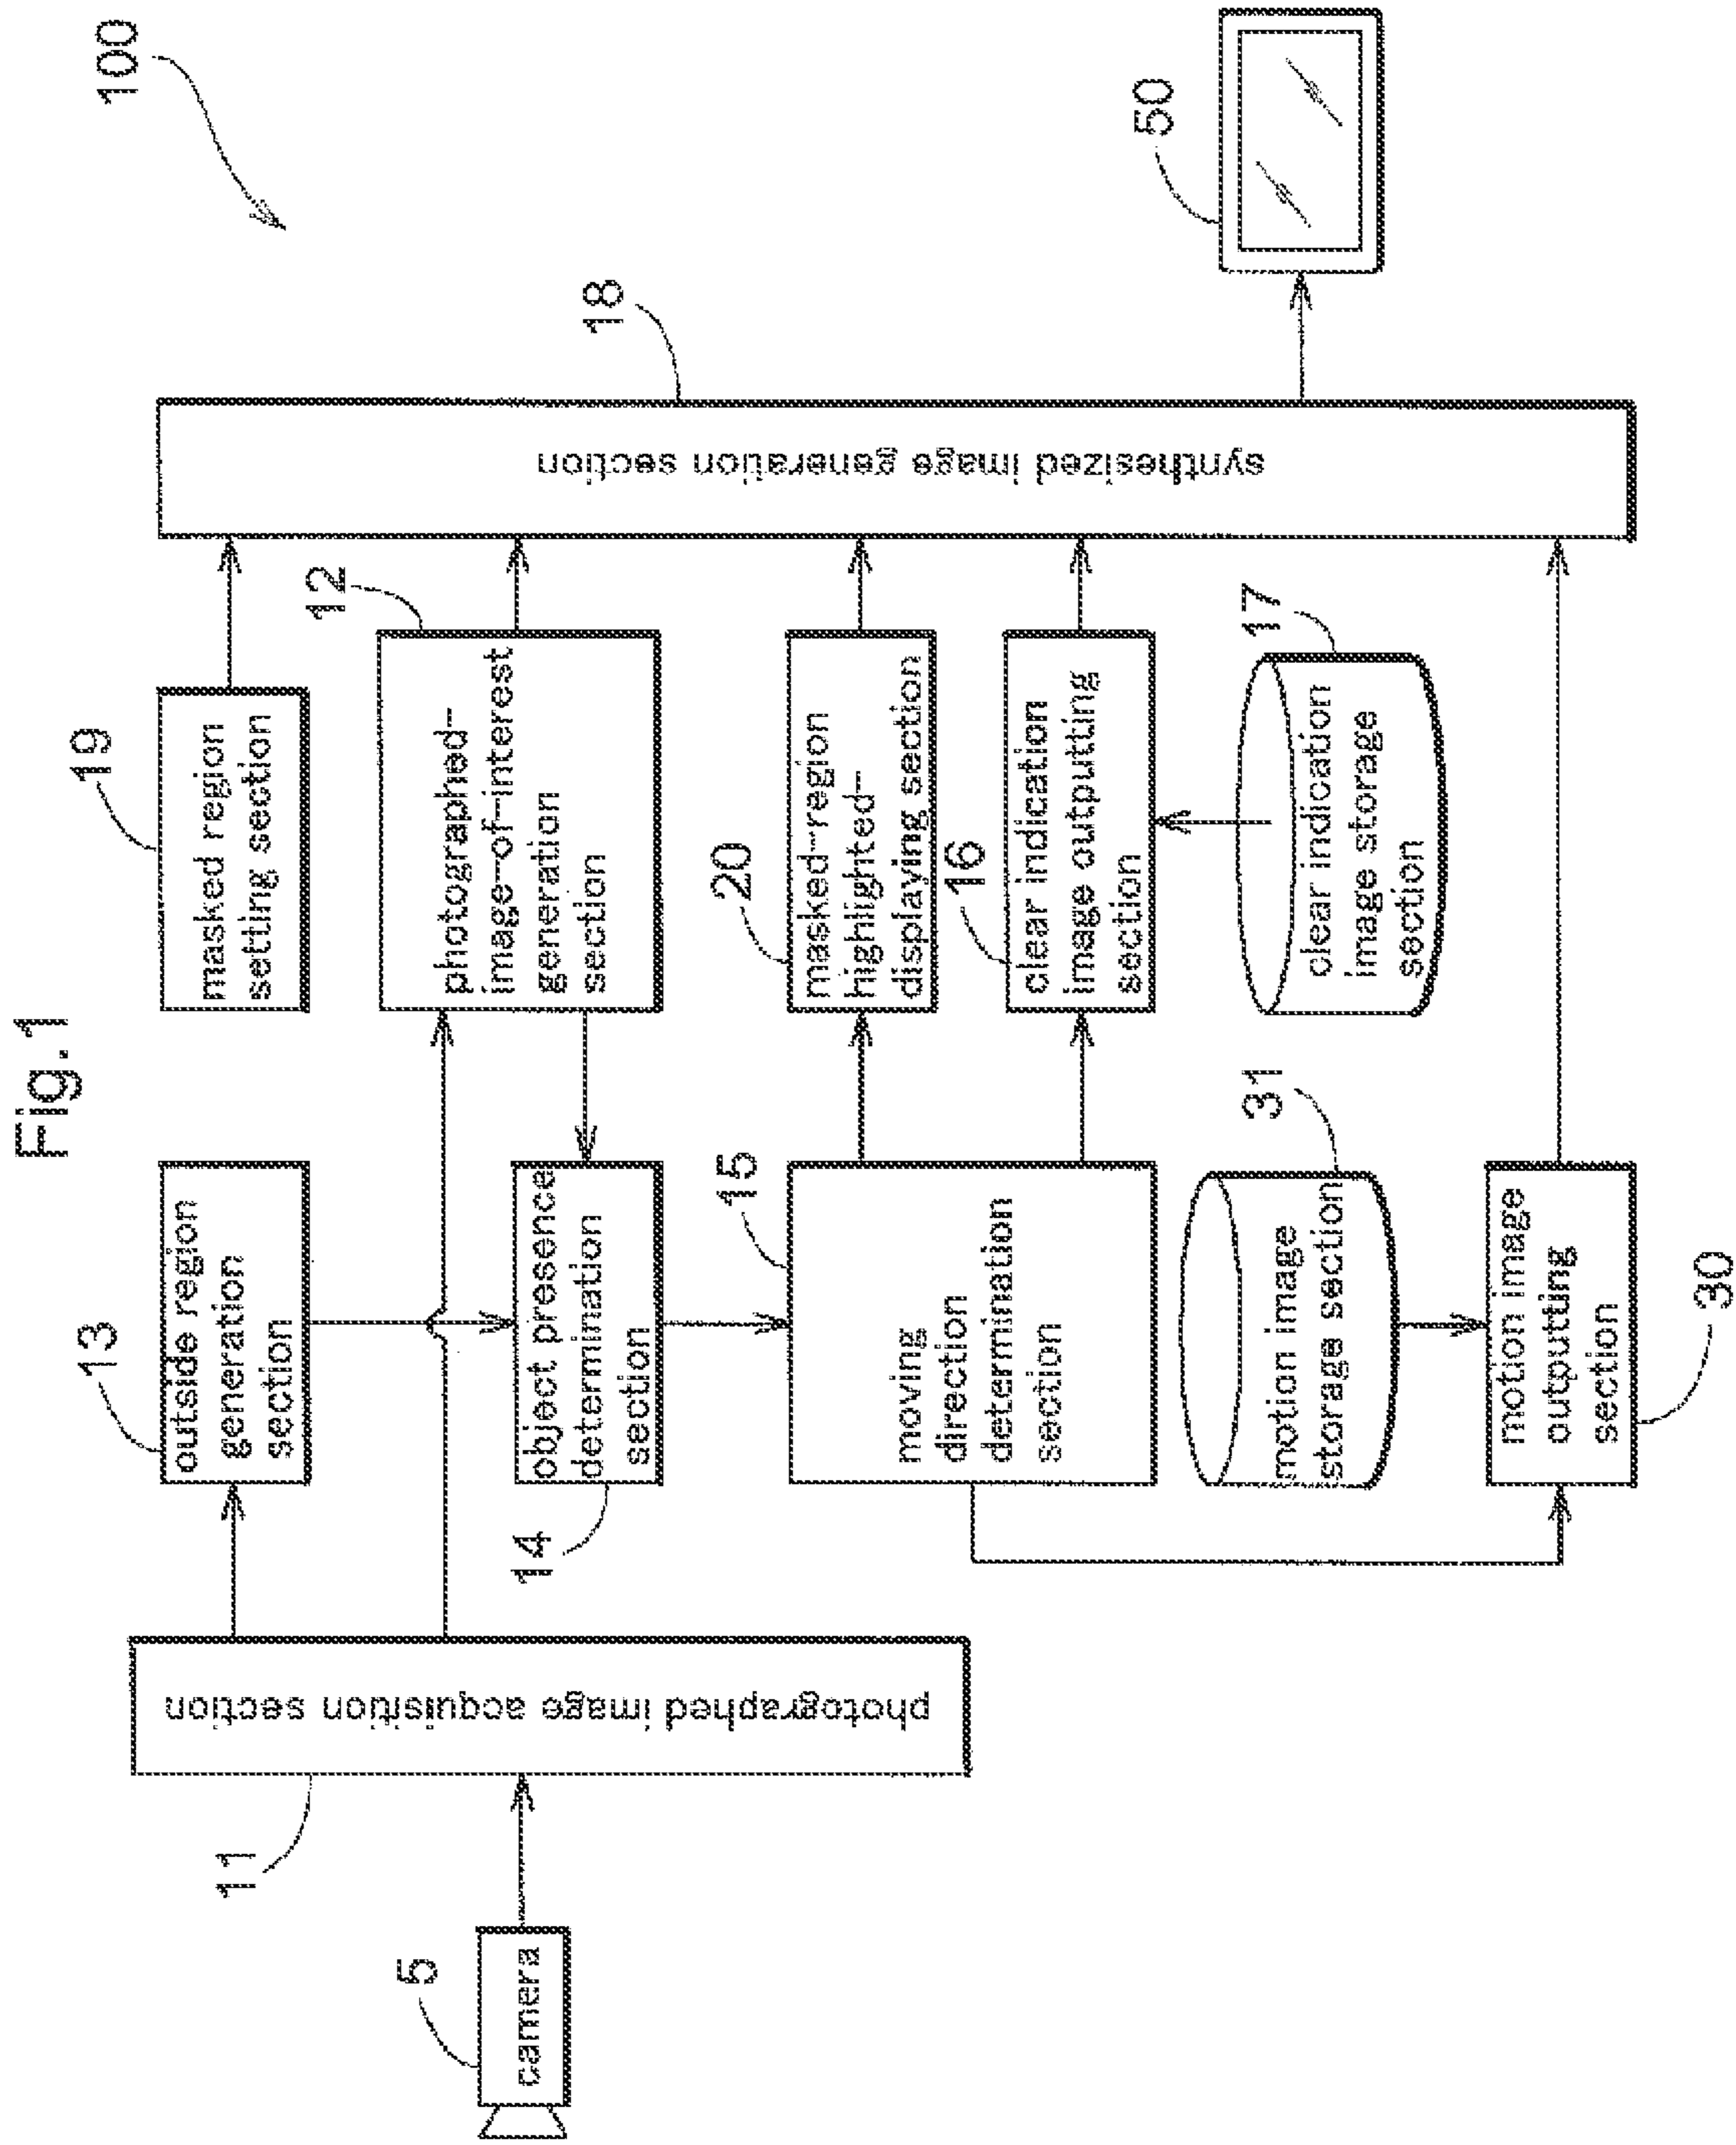 Fig.1
100
5
camera
11
photographed image acquisition section
13
outside region
generation
section
14
object presence
determination
section
15
moving
direction
determination
section
31
motion image
storage section
motion image
outputting
section
30
19
masked region
setting section
12
photographed-
image-of-interest
generation
section
20
masked-region
highlighted-
displaying section
16
clear indication
image outputting
section
17
clear indication
image storage
section
18
synthesized image generation section
50